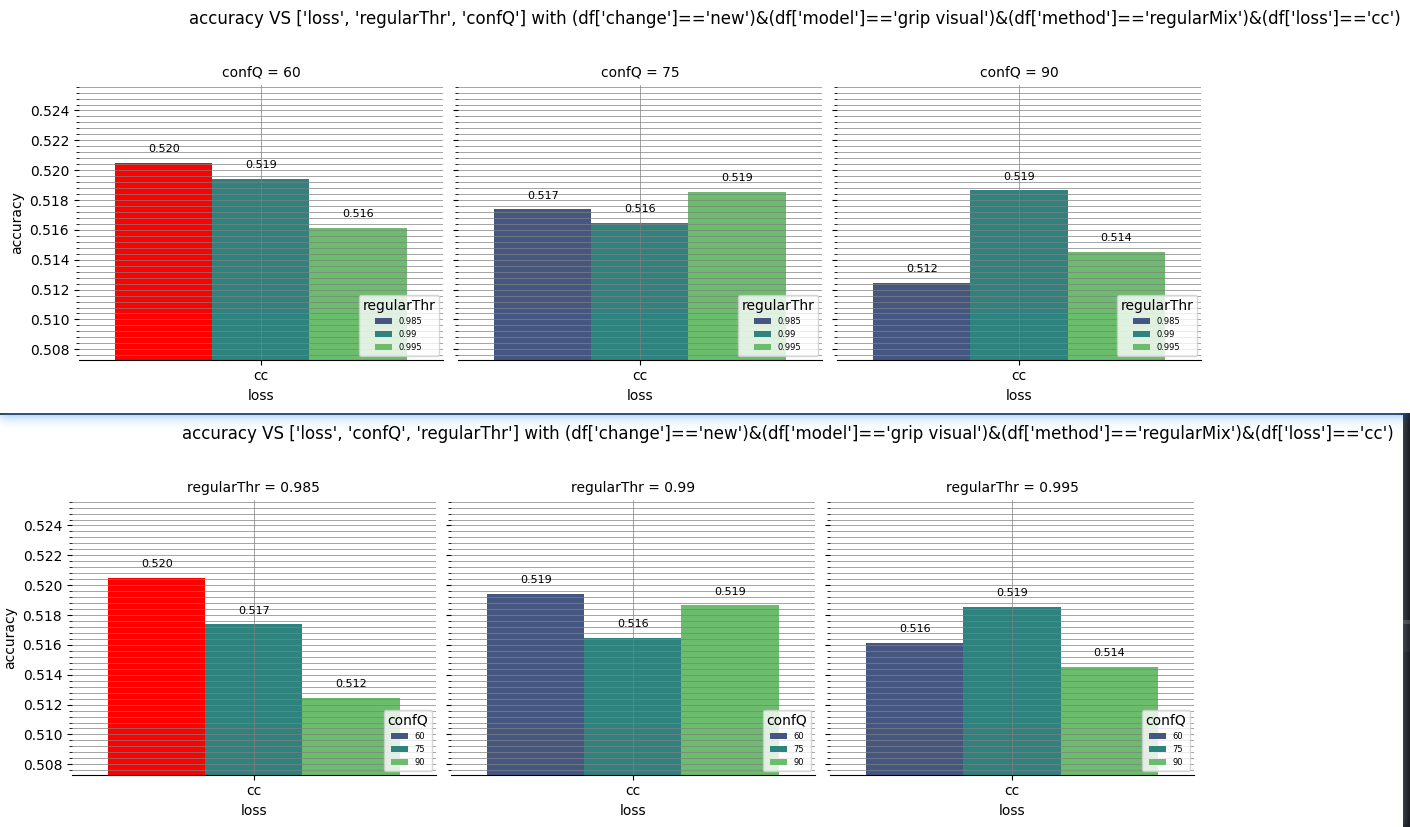 accuracy VS ['loss', 'regularThr', 'confQ'] with (df['change']=='new')&(df['model']=='grip visual')&(df['method']=='regularMix')&(df['loss']=='cc')
confQ = 60
confQ = 75
confQ = 90
accuracy
0.524
0.522
0.520
0.518
0.516
0.514
0.512
0.510
0.508
0.520
0.519
0.516
regularThr
0.985
0.99
0.995
cc
loss
0.517
0.516
0.519
regularThr
0.985
0.99
0.995
cc
loss
0.512
0.519
0.514
regularThr
0.985
0.99
0.995
cc
loss
accuracy VS ['loss', 'confQ', 'regularThr'] with (df['change']=='new')&(df['model']=='grip visual')&(df['method']=='regularMix')&(df['loss']=='cc')
regularThr = 0.985
regularThr = 0.99
regularThr = 0.995
accuracy
0.524
0.522
0.520
0.518
0.516
0.514
0.512
0.510
0.508
0.520
0.517
0.512
confQ
60
75
90
cc
loss
0.519
0.516
0.519
confQ
60
75
90
cc
loss
0.516
0.519
0.514
confQ
60
75
90
cc
loss